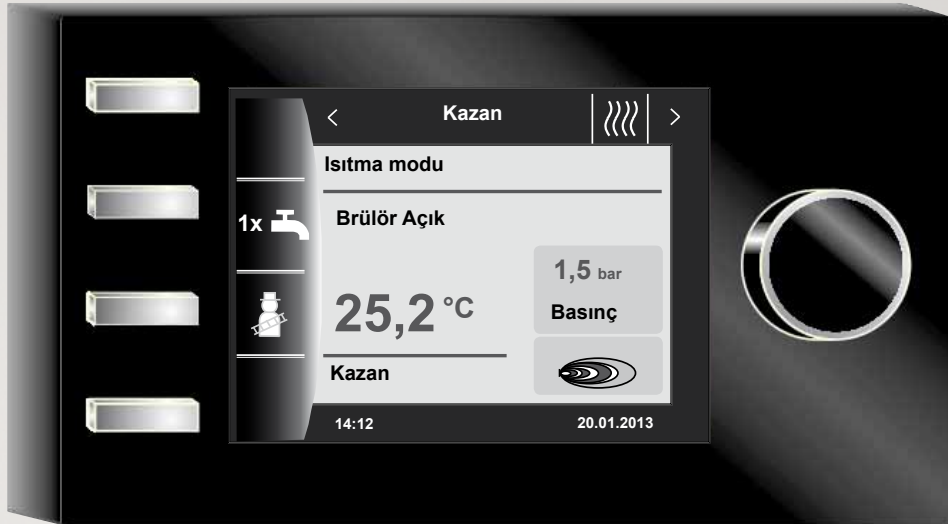 < Kazan >
Isıtma modu
1x
Brülör Açık
1,5 bar
25,2 °C
Basınç
Kazan
14:12 20.01.2013